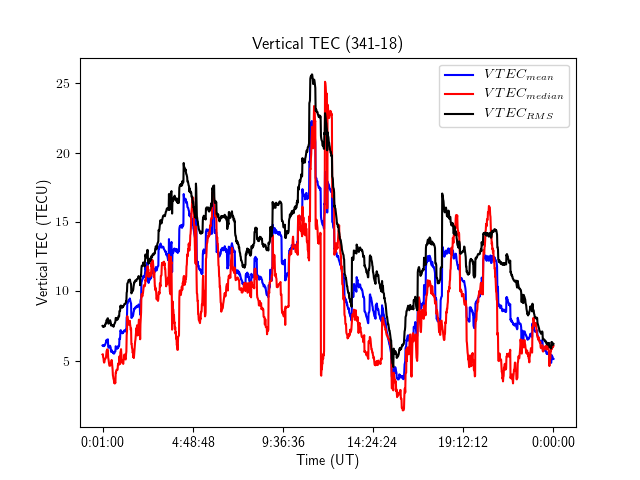 Vertical TEC (341-18)
VTEC_mean
VTEC_median
VTEC_RMS
Vertical TEC (TECU)
25
20
15
10
5
0:01:00 4:48:48 9:36:36 14:24:24 19:12:12 0:00:00
Time (UT)